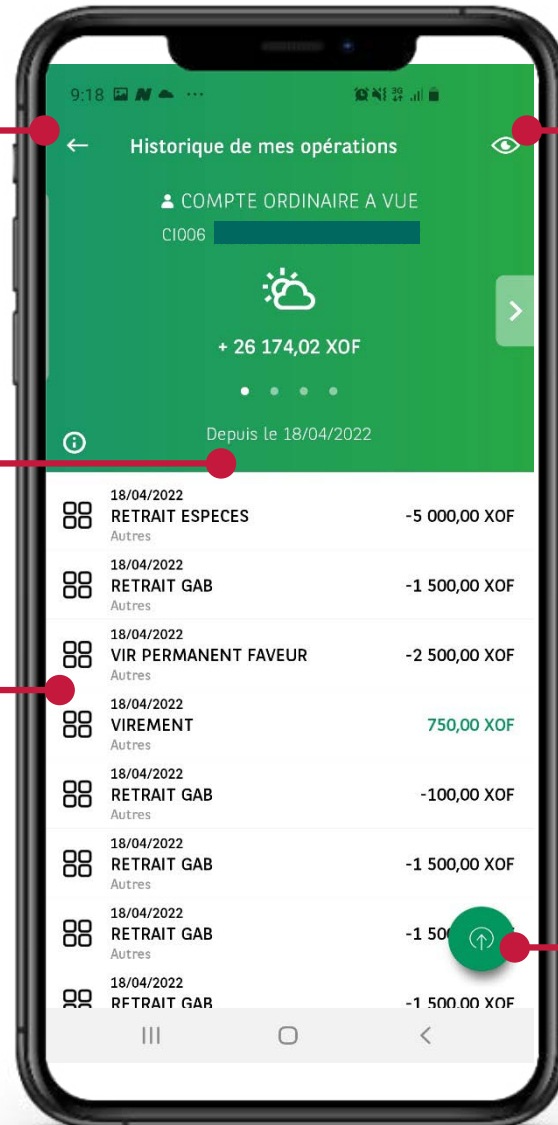 9:18 N ... 3G
Historique de mes opérations
COMPTE ORDINAIRE A VUE
CI006
+ 26 174,02 XOF
Depuis le 18/04/2022
18/04/2022
RETRAIT ESPECES -5 000,00 XOF
Autres
18/04/2022
RETRAIT GAB -1 500,00 XOF
Autres
18/04/2022
VIR PERMANENT FAVEUR -2 500,00 XOF
Autres
18/04/2022
VIREMENT 750,00 XOF
Autres
18/04/2022
RETRAIT GAB -100,00 XOF
Autres
18/04/2022
RETRAIT GAB -1 500,00 XOF
Autres
18/04/2022
RETRAIT GAB -1 50
Autres
18/04/2022
RETRAIT GAB -1 500,00 XOF